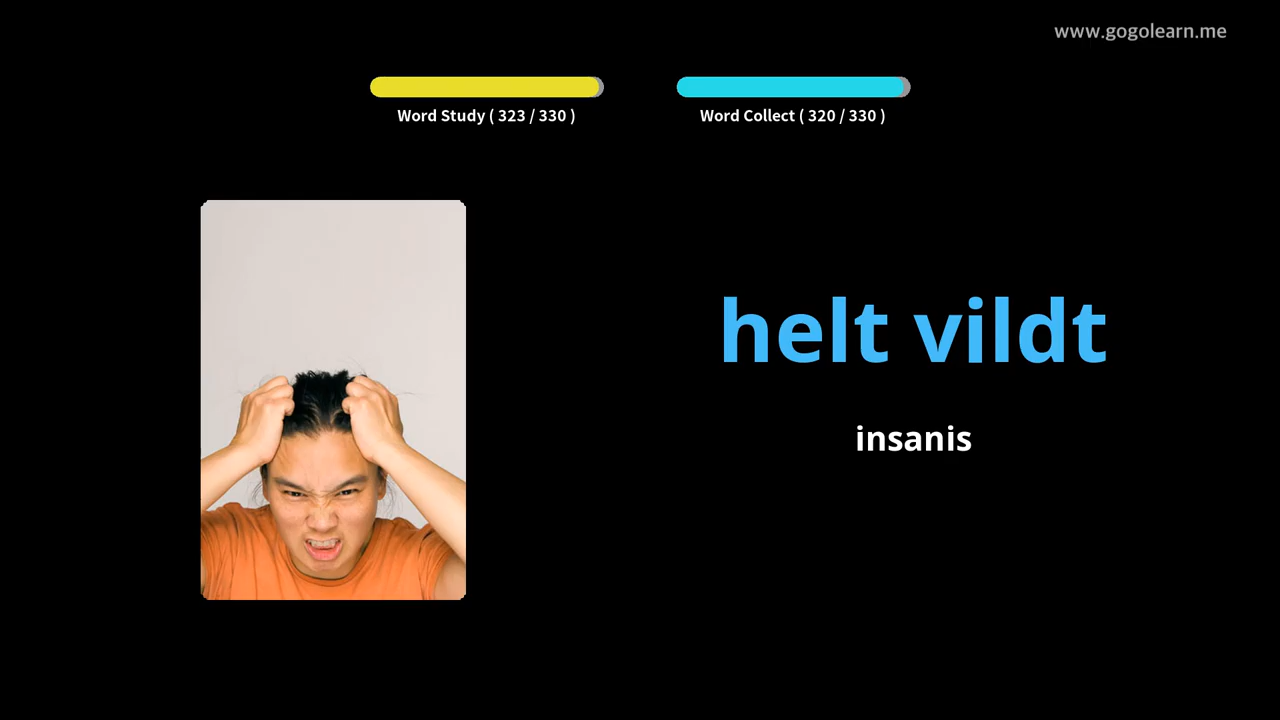 www.gogolearn.me
Word Study ( 323 / 330 )
Word Collect ( 320 / 330 )
helt vildt
insanis